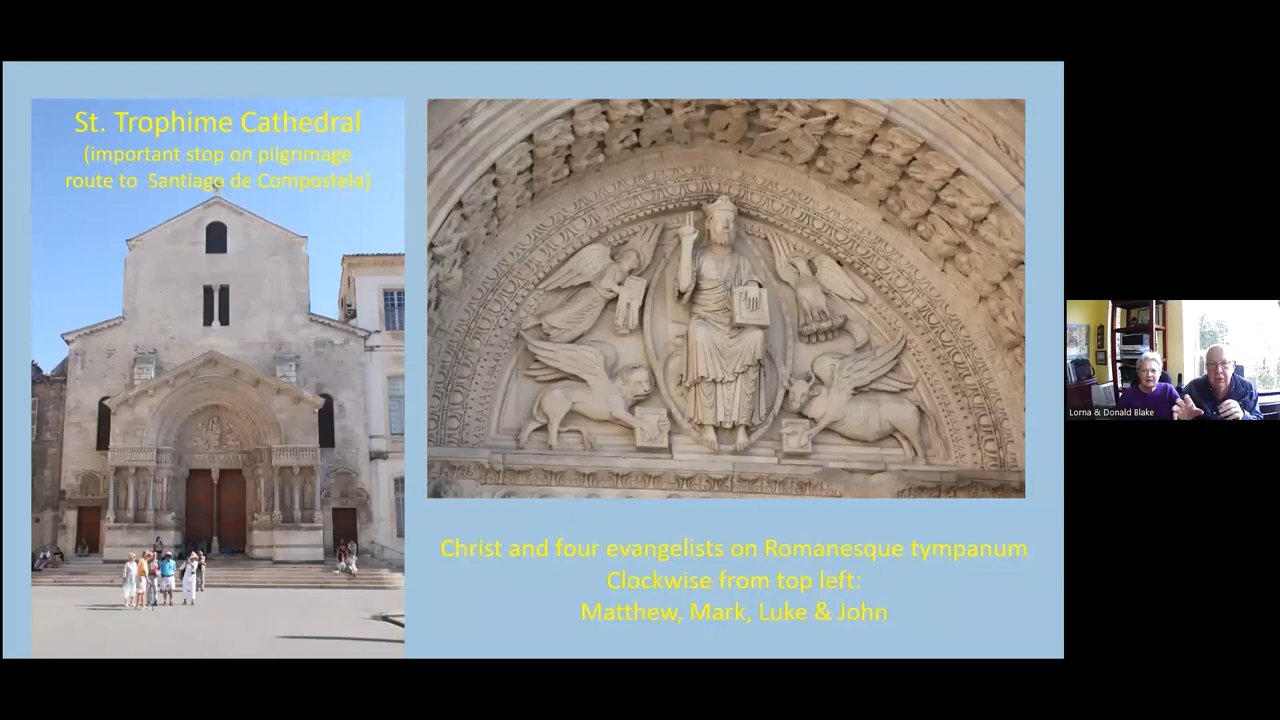 St. Trophime Cathedral
(important stop on pilgrimage
route to Santiago de Compostela)
Christ and four evangelists on Romanesque tympanum
Clockwise from top left:
Matthew, Mark, Luke & John
Lorna & Donald Blake